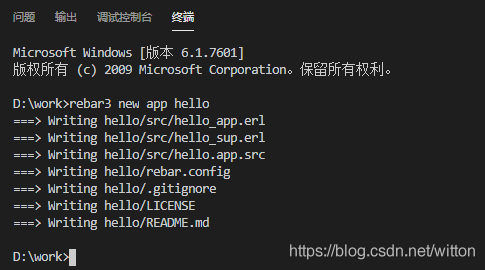 问题 输出 调试控制台 终端
Microsoft Windows [版本 6.1.7601]
版权所有 (c) 2009 Microsoft Corporation。保留所有权利。
D:\work>rebar3 new app hello
===> Writing hello/src/hello_app.erl
===> Writing hello/src/hello_sup.erl
===> Writing hello/src/hello.app.src
===> Writing hello/rebar.config
===> Writing hello/.gitignore
===> Writing hello/LICENSE
===> Writing hello/README.md
D:\work>
https://blog.csdn.net/witton